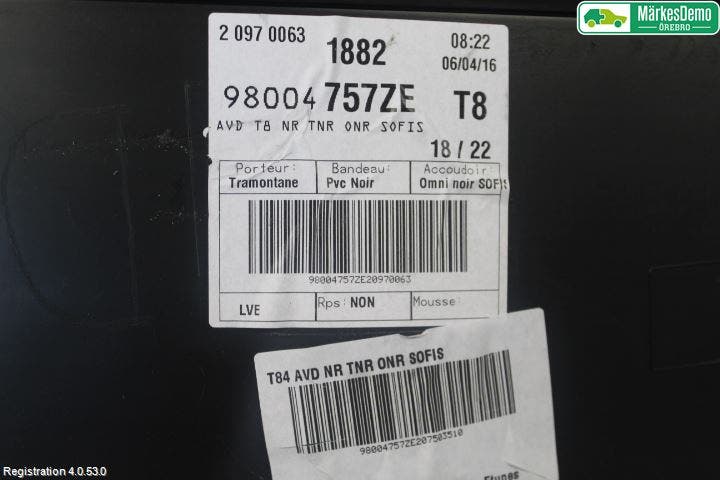 MärkesDemo
ÖREBRO
2 097 0063
1882
08:22
06/04/16
98004 757ZE T8
AVD T8 NR TNR ONR SOFIS
18 / 22
Porteur: Bandeau: Accoudoir:
Tramontane Pvc Noir Omni noir SOFIS
98004757ZE20970063
LVE Rps: NON Mousse:
T84 AVD NR TNR ONR SOFIS
98004757ZE207503510
Registration 4.0.53.0